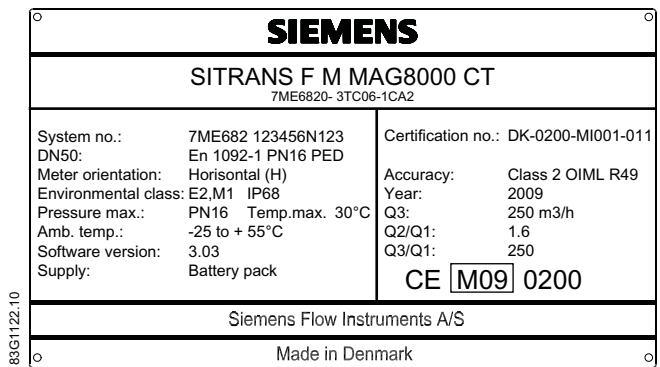 SIEMENS
SITRANS F M MAG8000 CT
7ME6820- 3TC06-1CA2
System no.: 7ME682 123456N123
DN50: En 1092-1 PN16 PED
Meter orientation: Horisontal (H)
Environmental class: E2,M1 IP68
Pressure max.: PN16 Temp.max. 30°C
Amb. temp.: -25 to + 55°C
Software version: 3.03
Supply: Battery pack
Certification no.: DK-0200-MI001-011
Accuracy: Class 2 OIML R49
Year: 2009
Q3: 250 m3/h
Q2/Q1: 1.6
Q3/Q1: 250
CE M09 0200
Siemens Flow Instruments A/S
Made in Denmark
83G1122.10